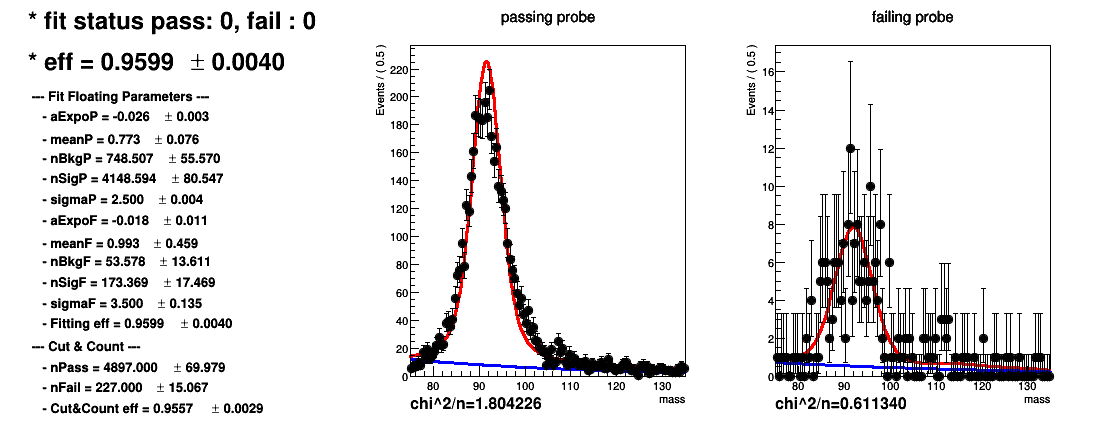 * fit status pass: 0, fail : 0
* eff = 0.9599 ± 0.0040
--- Fit Floating Parameters ---
- aExpoP = -0.026 ± 0.003
- meanP = 0.773 ± 0.076
- nBkgP = 748.507 ± 55.570
- nSigP = 4148.594 ± 80.547
- sigmaP = 2.500 ± 0.004
- aExpoF = -0.018 ± 0.011
- meanF = 0.993 ± 0.459
- nBkgF = 53.578 ± 13.611
- nSigF = 173.369 ± 17.469
- sigmaF = 3.500 ± 0.135
- Fitting eff = 0.9599 ± 0.0040
--- Cut & Count ---
- nPass = 4897.000 ± 69.979
- nFail = 227.000 ± 15.067
- Cut&Count eff = 0.9557 ± 0.0029
passing probe
Events / ( 0.5 )
220
200
180
160
140
120
100
80
60
40
20
0
80 90 100 110 120 130
mass
chi^2/n=1.804226
failing probe
Events / ( 0.5 )
16
14
12
10
8
6
4
2
0
80 90 100 110 120 130
mass
chi^2/n=0.611340